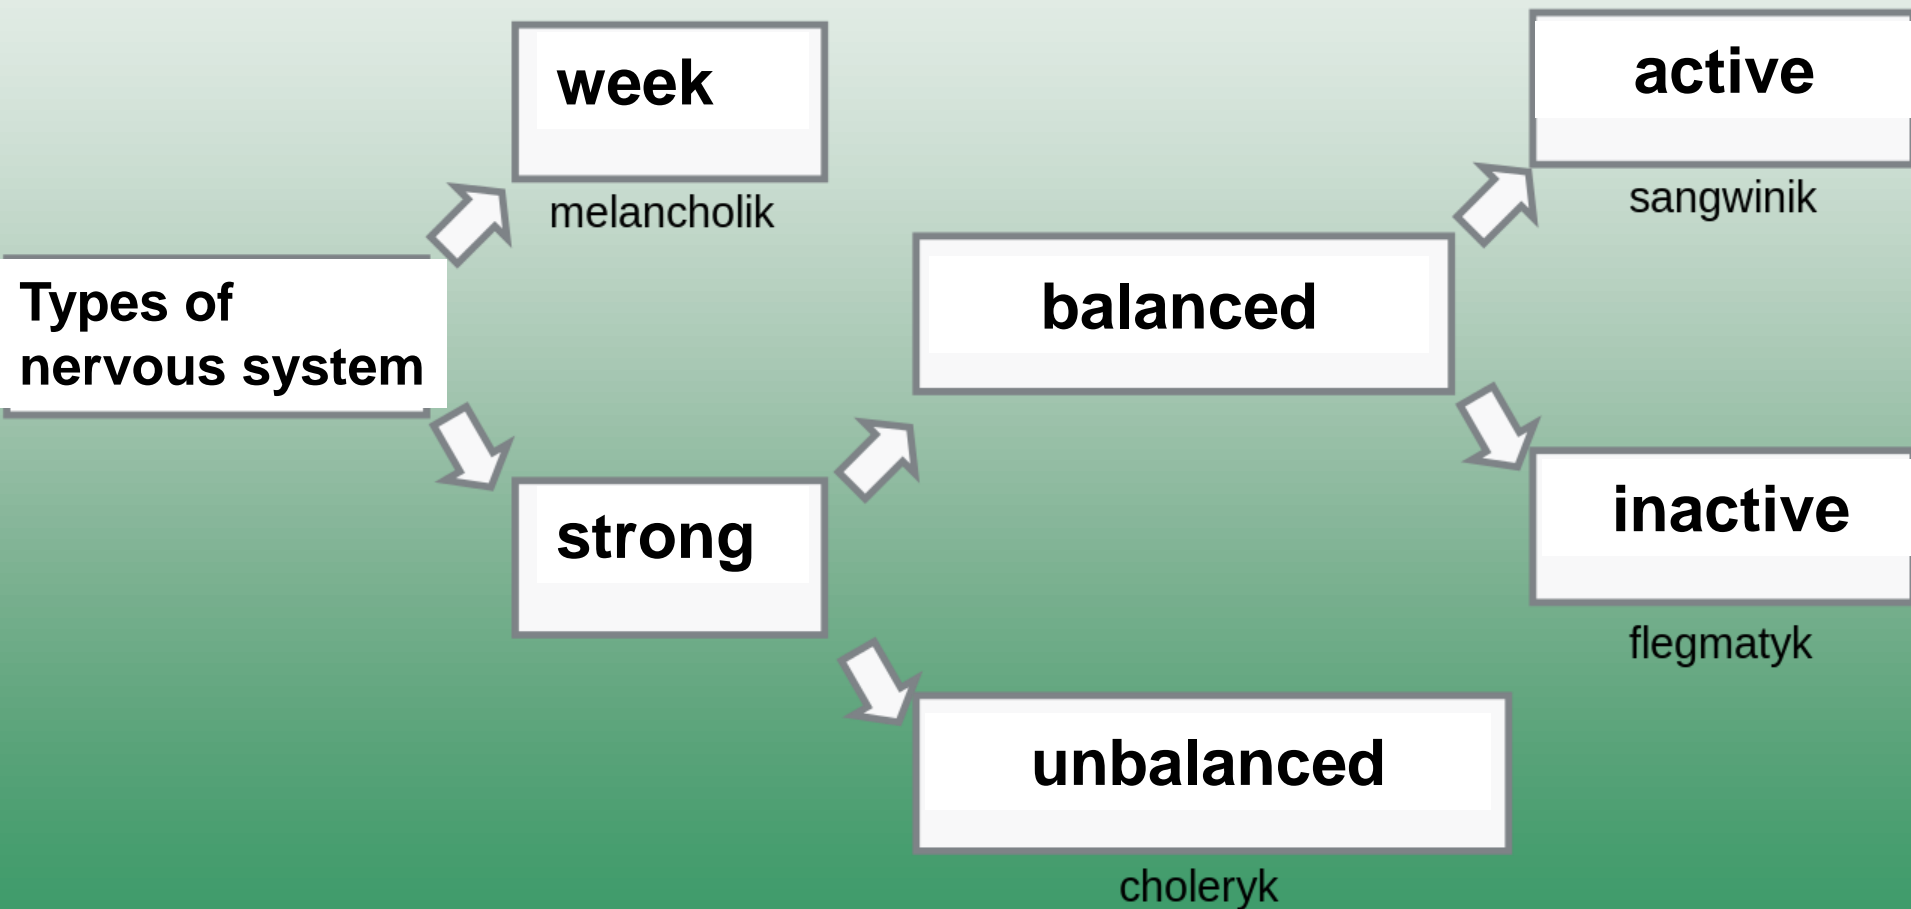 week
melancholik
active
sangwinik
Types of
nervous system
balanced
strong
inactive
flegmatyk
unbalanced
choleryk